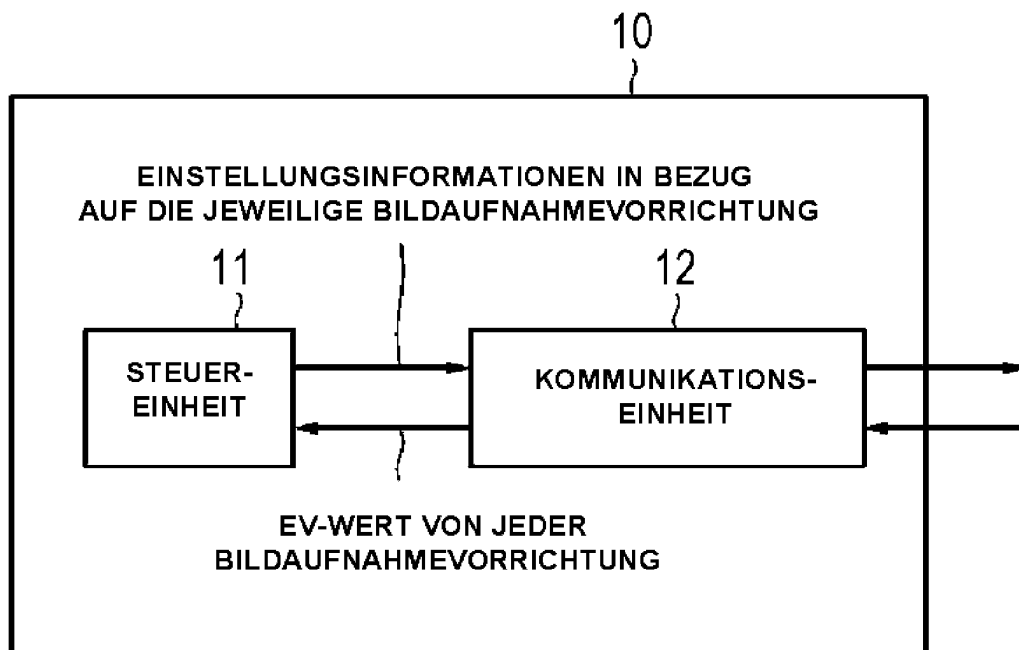 10
EINSTELLUNGSINFORMATIONEN IN BEZUG
AUF DIE JEWEILIGE BILDAUFNAHMEVORRICHTUNG
11
12
STEUER-
EINHEIT
KOMMUNIKATIONS-
EINHEIT
EV-WERT VON JEDER
BILDAUFNAHMEVORRICHTUNG